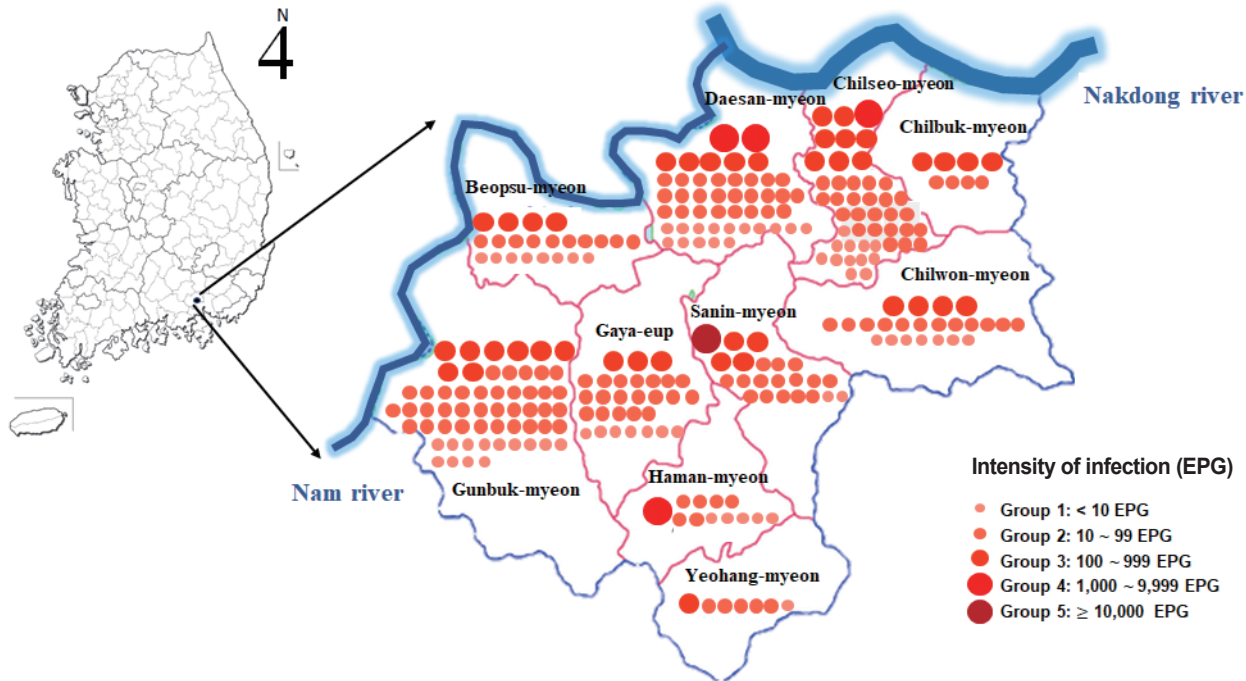 N
4
Chilseo-myeon
Daesan-myeon
Nakdong river
Chilbuk-myeon
Beopsu-myeon
Chilwon-myeon
Sanin-myeon
Gaya-eup
Intensity of infection (EPG)
Haman-myeon
Nam river
Gunbuk-myeon
Group 1: < 10 EPG
Group 2: 10 ~ 99 EPG
Group 3: 100 ~ 999 EPG
Yeohang-myeon
Group 4: 1,000 ~ 9,999 EPG
Group 5: ≥ 10,000 EPG